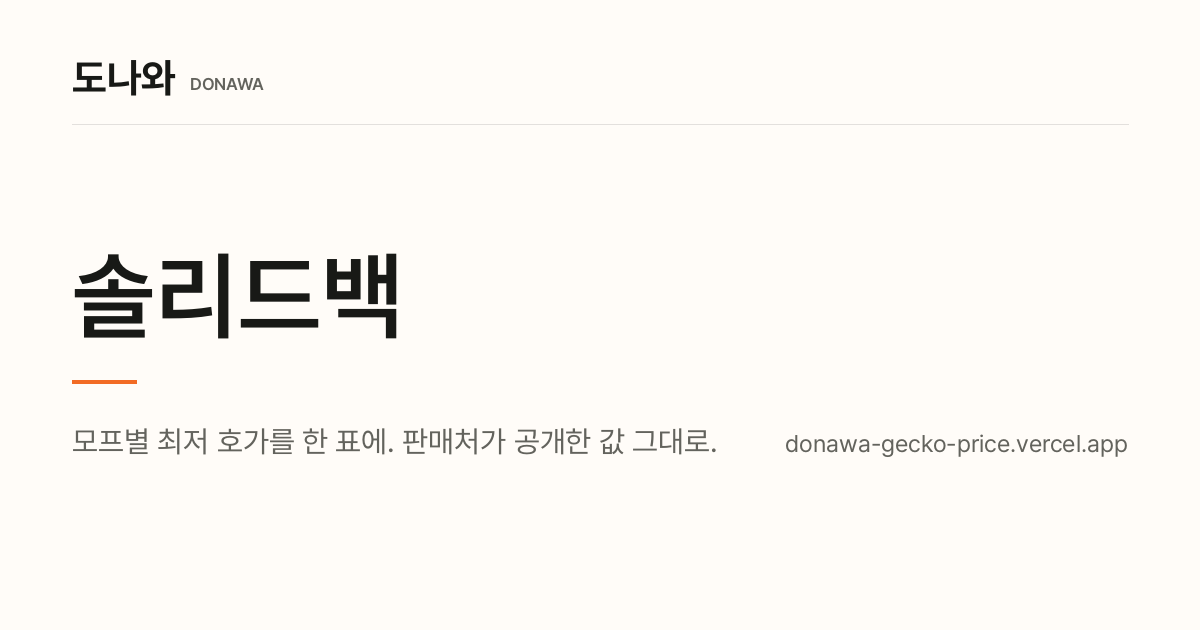 도나와 DONAWA
솔리드백
모프별 최저 호가를 한 표에. 판매처가 공개한 값 그대로. donawa-gecko-price.vercel.app